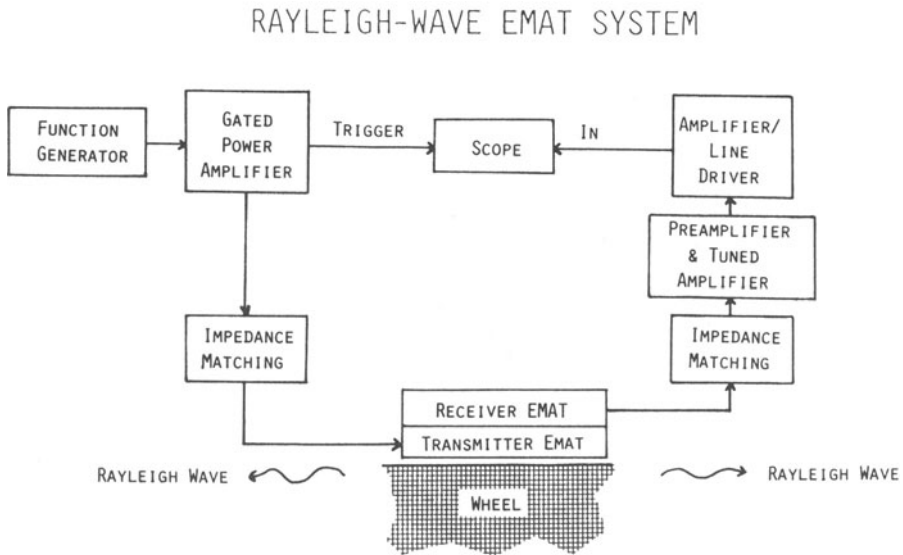 RAYLEIGH-WAVE EMAT SYSTEM
FUNCTION
GENERATOR
GATED
POWER
AMPLIFIER
TRIGGER
SCOPE
IN
AMPLIFIER/
LINE
DRIVER
PREAMPLIFIER
& TUNED
AMPLIFIER
IMPEDANCE
MATCHING
IMPEDANCE
MATCHING
RECEIVER EMAT
TRANSMITTER EMAT
RAYLEIGH WAVE
RAYLEIGH WAVE
WHEEL